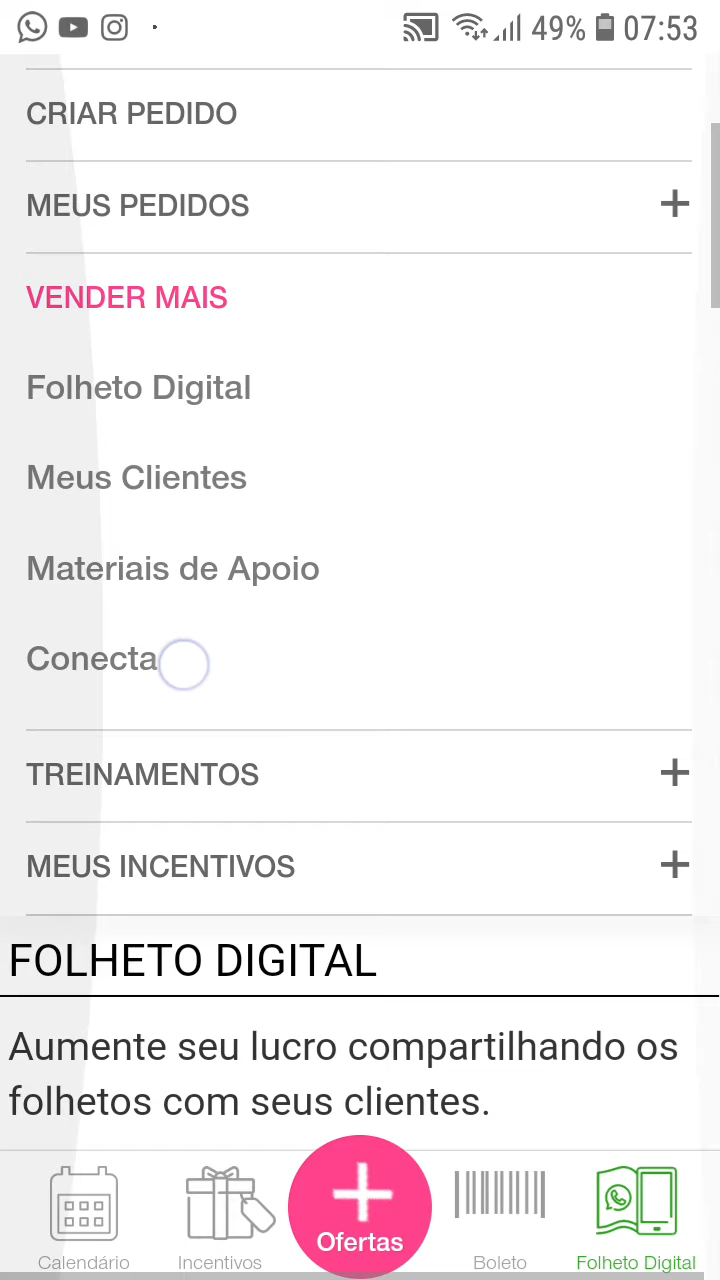 49% 07:53
CRIAR PEDIDO
MEUS PEDIDOS
VENDER MAIS
Folheto Digital
Meus Clientes
Materiais de Apoio
Conecta
TREINAMENTOS
MEUS INCENTIVOS
FOLHETO DIGITAL
Aumente seu lucro compartilhando os
folhetos com seus clientes.
Calendário Incentivos Ofertas Boleto Folheto Digital